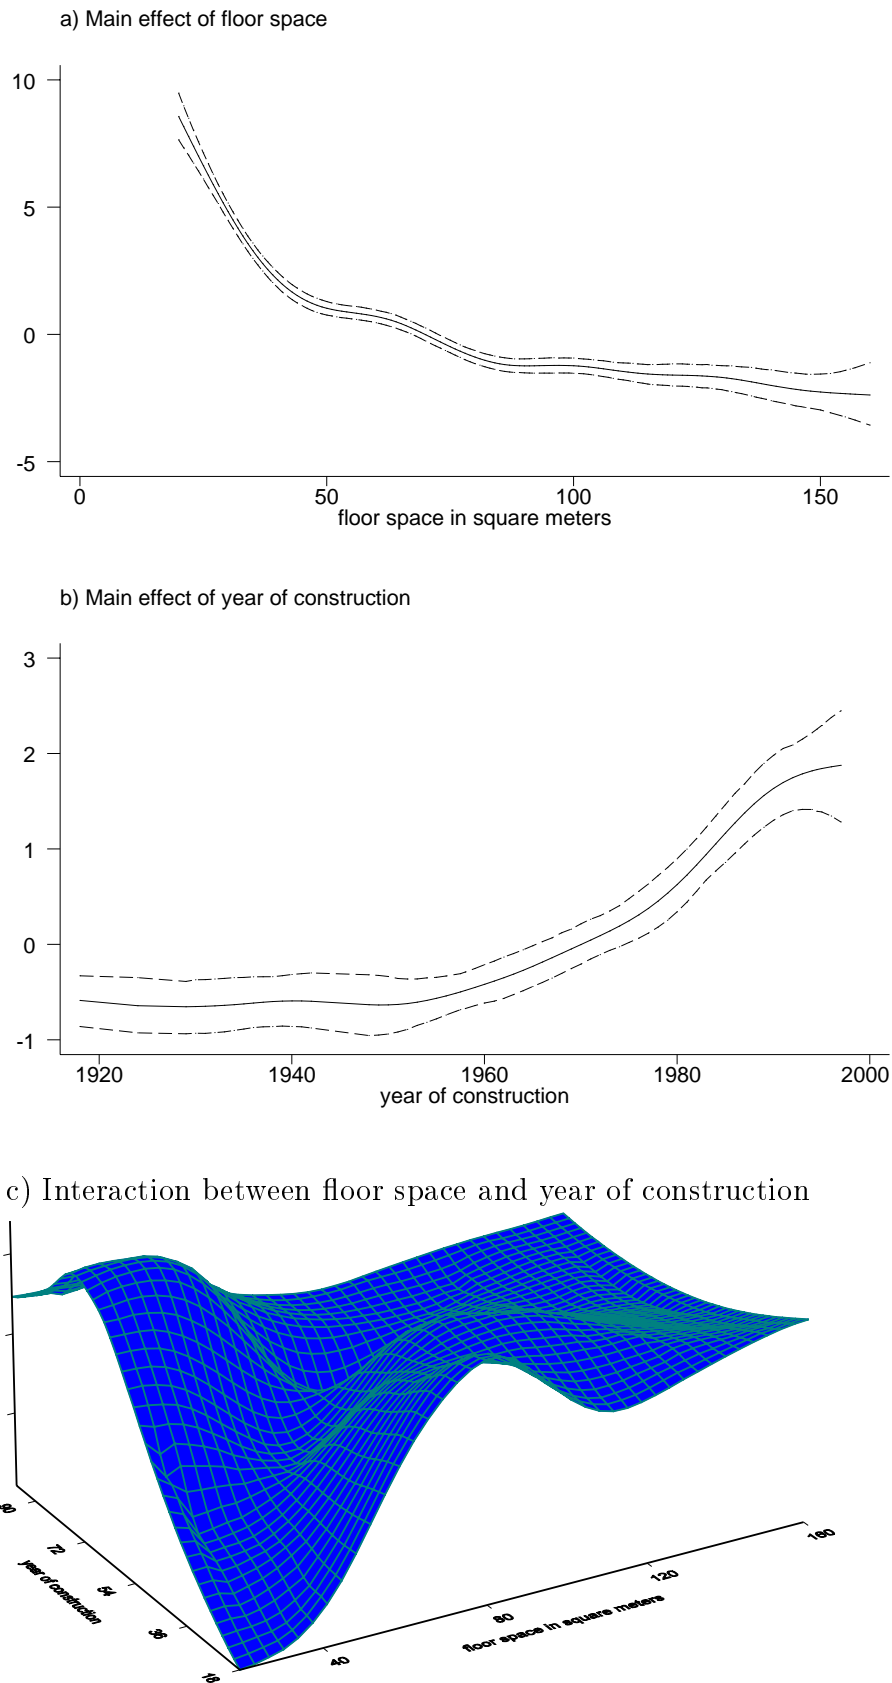 a) Main effect of floor space
10
5
0
-5
0 50 100 150
floor space in square meters
b) Main effect of year of construction
3
2
1
0
-1
1920 1940 1960 1980 2000
year of construction
c) Interaction between floor space and year of construction
90
72
54
36
18
year of construction
40
80
120
160
floor space in square meters